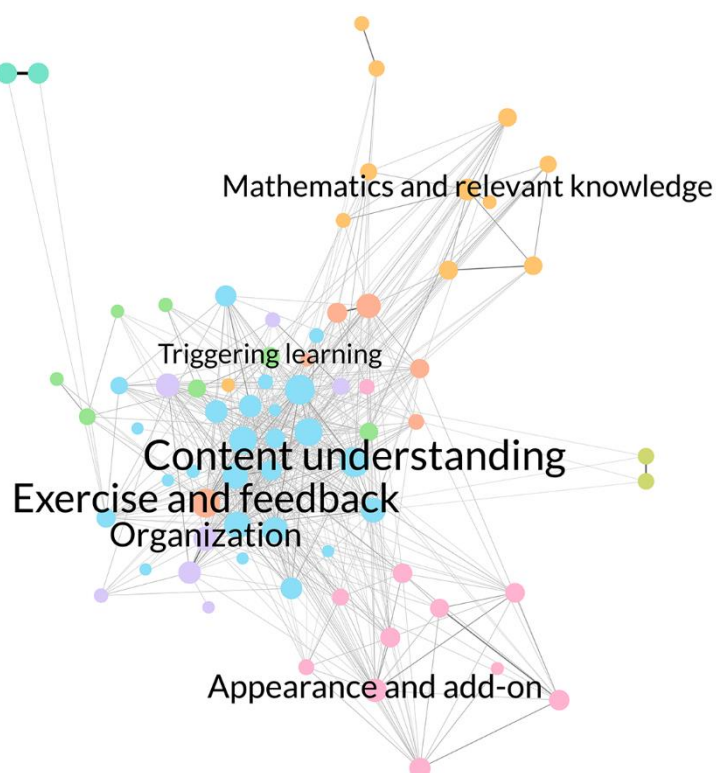 Mathematics and relevant knowledge
Triggering learning
Content understanding
Exercise and feedback
Organization
Appearance and add-on